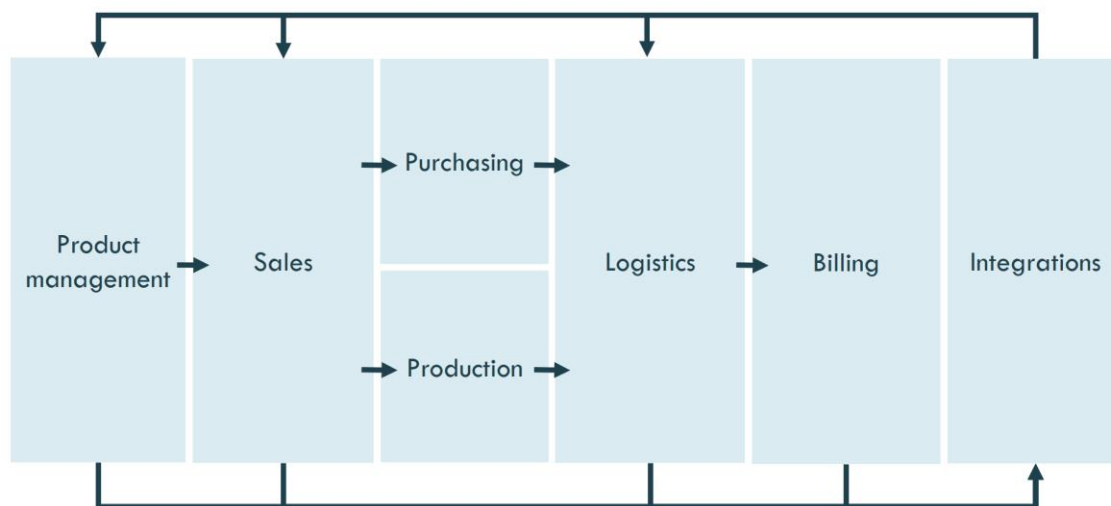 Product
management
Sales
Purchasing
Production
Logistics
Billing
Integrations